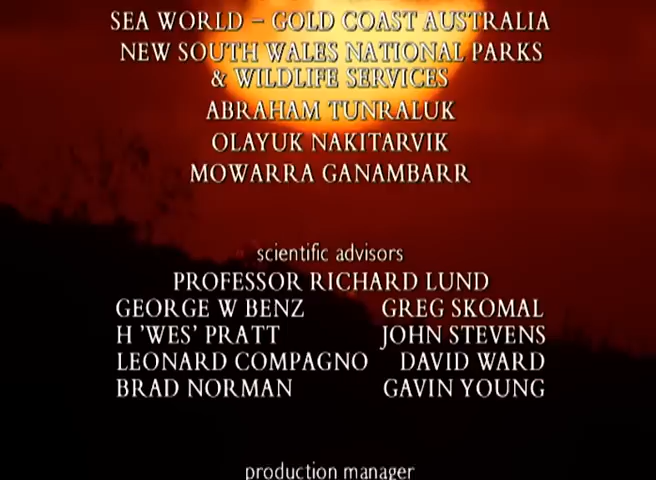 SEA WORLD – GOLD COAST AUSTRALIA
NEW SOUTH WALES NATIONAL PARKS
& WILDLIFE SERVICES
ABRAHAM TUNRALUK
OLAYUK NAKITARVIK
MOWARRA GANAMBARR
scientific advisors
PROFESSOR RICHARD LUND
GEORGE W BENZ GREG SKOMAL
H 'WES' PRATT JOHN STEVENS
LEONARD COMPAGNO DAVID WARD
BRAD NORMAN GAVIN YOUNG
production manager